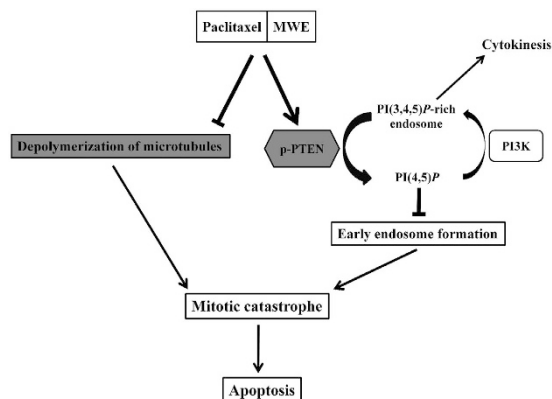 Paclitaxel MWE
Cytokinesis
PI(3,4,5)P-rich
endosome
Depolymerization of microtubules
p-PTEN
PI3K
PI(4,5)P
Early endosome formation
Mitotic catastrophe
Apoptosis